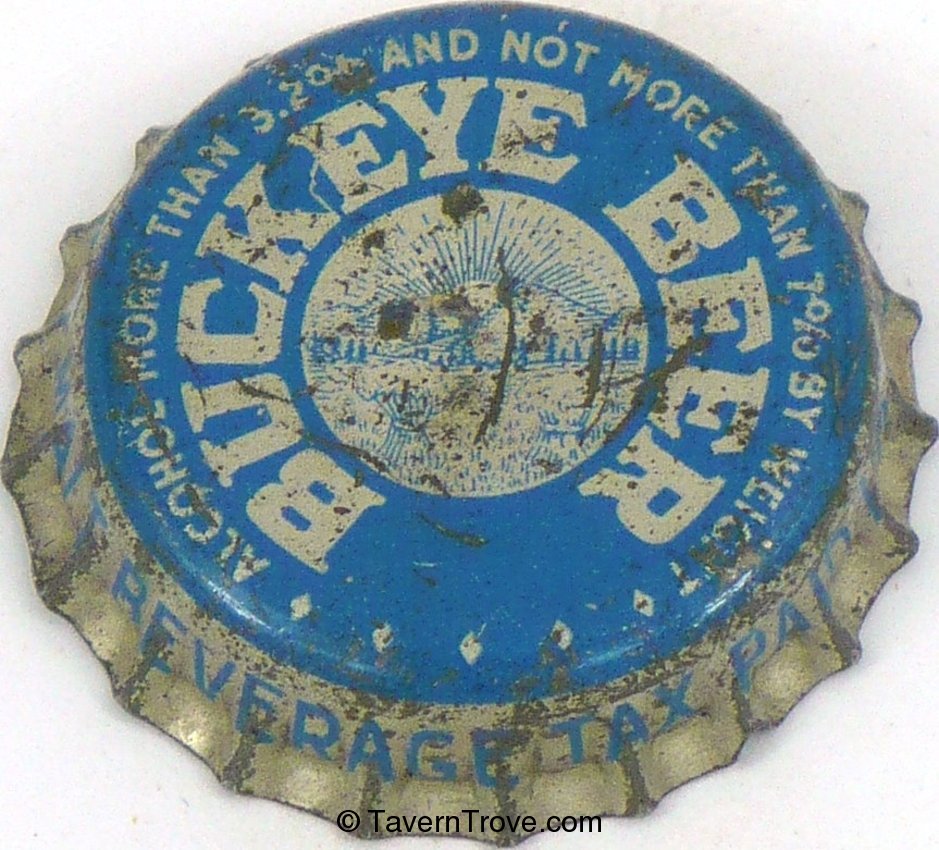 ALCOHOL MORE THAN 3.2% AND NOT MORE THAN 7% BY WEIGHT
BUCKEYE BEER
BEVERAGE TAX PAID
© TavernTrove.com